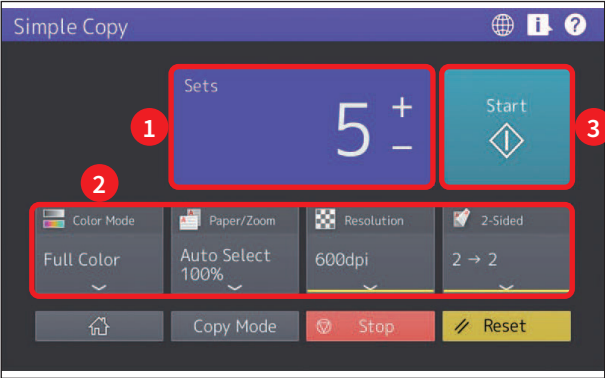 Simple Copy
i ?
Sets
5 + −
Start
1
3
2
Color Mode
Paper/Zoom
Resolution
2-Sided
Full Color
Auto Select
100%
600dpi
2 → 2
Copy Mode
Stop
Reset